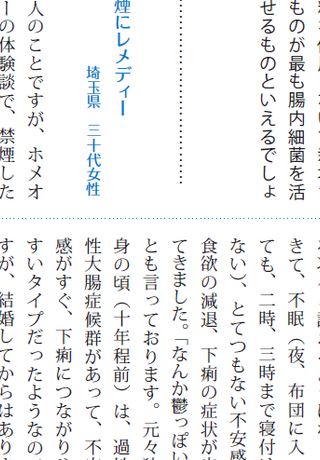 ものが最も腸内細菌を活
せるものといえるでしょ
煙にレメディー
埼玉県　三十代女性
人のことですが、ホメオ
ーの体験談で、禁煙した
きて、不眠（夜、布団に入
ても、二時、三時まで寝付け
ない）、とてつもない不安感
食欲の減退、下痢の症状が
てきました。「なんか鬱っぽい
とも言っております。元々
身の頃（十年程前）は、過
性大腸症候群があって、不
感がすぐ、下痢につながり
すいタイプだったようなの
すが、結婚してからはあり